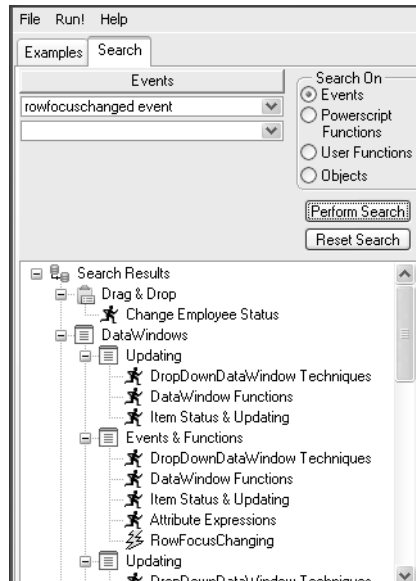 File Run! Help
Examples Search
Events
rowfocuschanged event
Search On
Events
Powerscript
Functions
User Functions
Objects
Perform Search
Reset Search
Search Results
Drag & Drop
Change Employee Status
DataWindows
Updating
DropDownDataWindow Techniques
DataWindow Functions
Item Status & Updating
Events & Functions
DropDownDataWindow Techniques
DataWindow Functions
Item Status & Updating
Attribute Expressions
RowFocusChanging
Updating
DropDownDataWindow Techniques